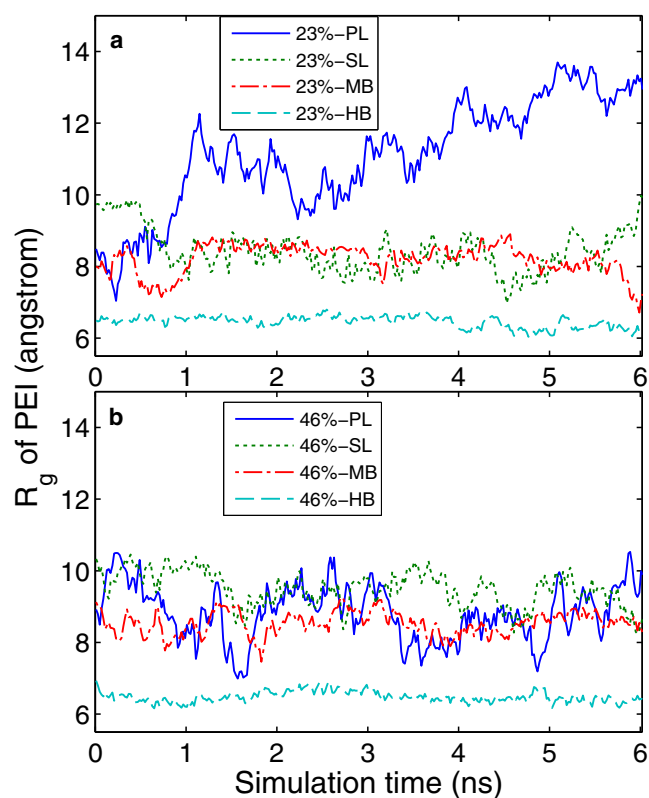 a
23%-PL
23%-SL
23%-MB
23%-HB
14
12
10
8
6
0 1 2 3 4 5 6
b
46%-PL
46%-SL
46%-MB
46%-HB
14
12
10
8
6
0 1 2 3 4 5 6
Rg of PEI (angstrom)
Simulation time (ns)